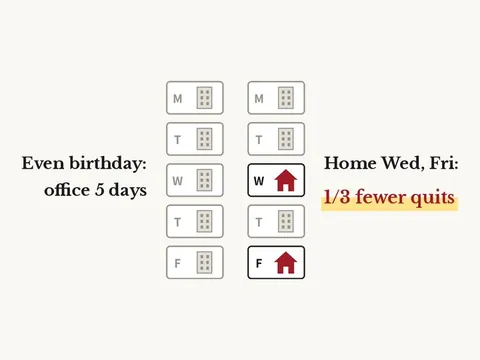 Even birthday:
office 5 days
M
T
W
T
F
M
T
W
T
F
Home Wed, Fri:
1/3 fewer quits